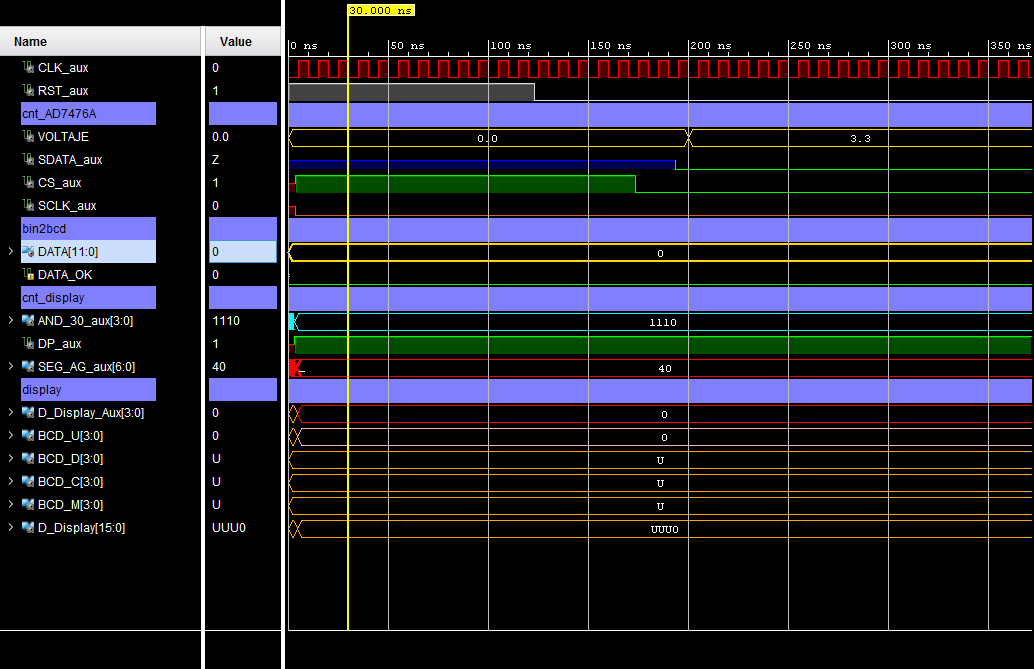 30.000 ns
Name Value 0 ns 50 ns 100 ns 150 ns 200 ns 250 ns 300 ns 350 ns
CLK_aux 0
RST_aux 1
cnt_AD7476A
VOLTAJE 0.0 0.0 3.3
SDATA_aux Z
CS_aux 1
SCLK_aux 0
bin2bcd
DATA[11:0] 0 0
DATA_OK 0
cnt_display
AND_30_aux[3:0] 1110 1110
DP_aux 1
SEG_AG_aux[6:0] 40 40
display
D_Display_Aux[3:0] 0 0
BCD_U[3:0] 0 0
BCD_D[3:0] U U
BCD_C[3:0] U U
BCD_M[3:0] U U
D_Display[15:0] UUU0 UUU0